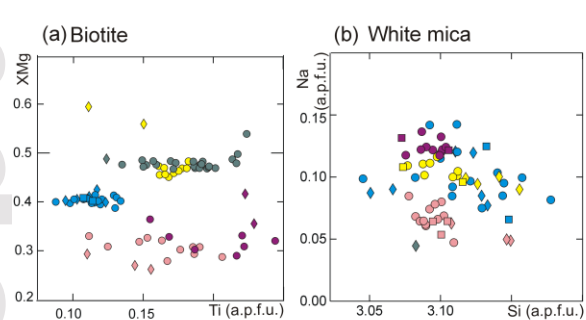 (a) Biotite
XMg
0.6
0.5
0.4
0.3
0.2
0.10 0.15 Ti (a.p.f.u.)
(b) White mica
Na
(a.p.f.u.)
0.15
0.10
0.05
0.00
3.05 3.10 Si (a.p.f.u.)